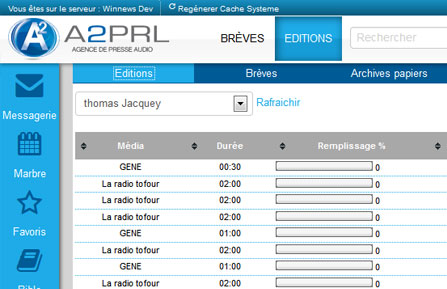 Vous êtes sur le serveur : Winnews Dev Regénerer Cache Systeme
A2 A2PRL
AGENCE DE PRESSE AUDIO
BRÈVES EDITIONS Rechercher
Editions Brèves Archives papiers
thomas Jacquey Rafraichir
Messagerie
Média Durée Remplissage %
Marbre
GENE 00:30 0
La radio tofour 02:00 0
La radio tofour 02:00 0
La radio tofour 02:00 0
Favoris
GENE 01:00 0
La radio tofour 02:00 0
GENE 01:00 0
La radio tofour 02:00 0